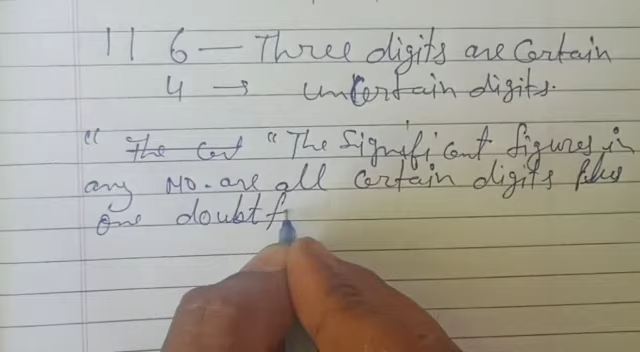 11 6 — Three digits are Certain
4 → uncertain digits.
" The Cert " The Significant figures in
any No. are all certain digits plus
one doubtf